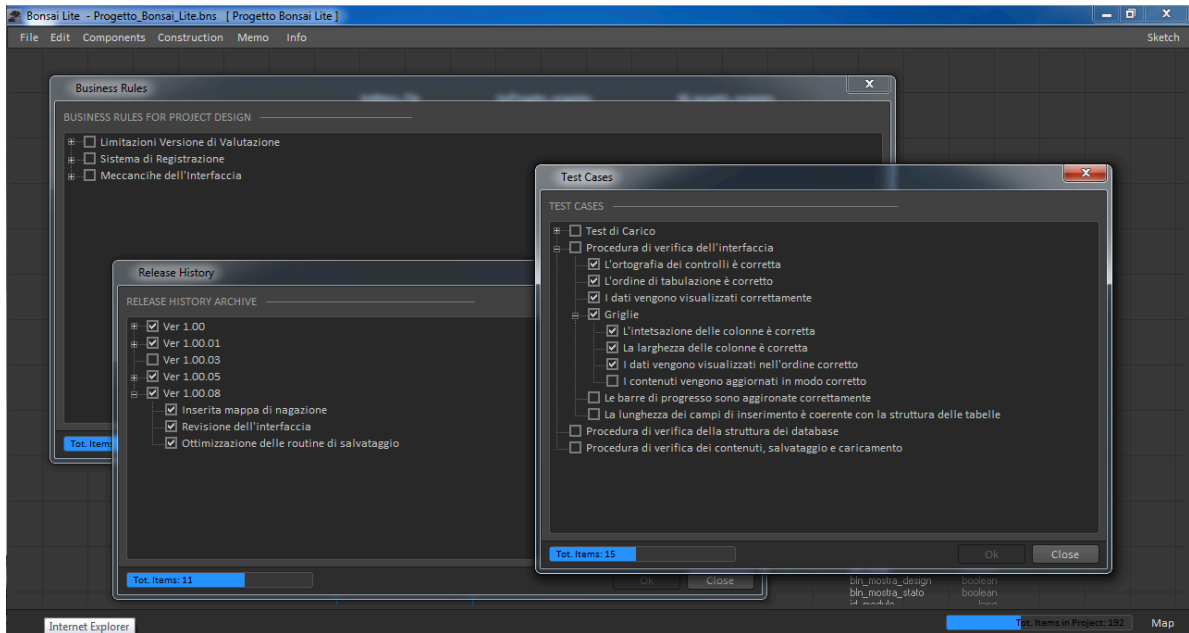 Bonsai Lite - Progetto_Bonsai_Lite.bns [ Progetto Bonsai Lite ]
File Edit Components Construction Memo Info Sketch
Business Rules
BUSINESS RULES FOR PROJECT DESIGN
Limitazioni Versione di Valutazione
Sistema di Registrazione
Meccancihe dell'Interfaccia
Tot. Items
Release History
RELEASE HISTORY ARCHIVE
Ver 1.00
Ver 1.00.01
Ver 1.00.03
Ver 1.00.05
Ver 1.00.08
Inserita mappa di nagazione
Revisione dell'interfaccia
Ottimizzazione delle routine di salvataggio
Tot. Items: 11
Ok Close
Test Cases
TEST CASES
Test di Carico
Procedura di verifica dell'interfaccia
L'ortografia dei controlli è corretta
L'ordine di tabulazione è corretto
I dati vengono visualizzati correttamente
Griglie
L'intetsazione delle colonne è corretta
La larghezza delle colonne è corretta
I dati vengono visualizzati nell'ordine corretto
I contenuti vengono aggiornati in modo corretto
Le barre di progresso sono aggironate correttamente
La lunghezza dei campi di inserimento è coerente con la struttura delle tabelle
Procedura di verifica della struttura dei database
Procedura di verifica dei contenuti, salvataggio e caricamento
Tot. Items: 15
Ok Close
bln_mostra_design boolean
bln_mostra_stato boolean
id_modulo long
Internet Explorer
Tot. Items in Project: 192 Map